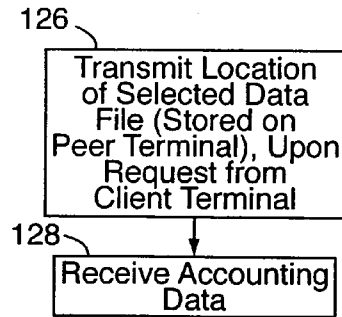 126
Transmit Location
of Selected Data
File (Stored on
Peer Terminal), Upon
Request from
Client Terminal
128
Receive Accounting
Data